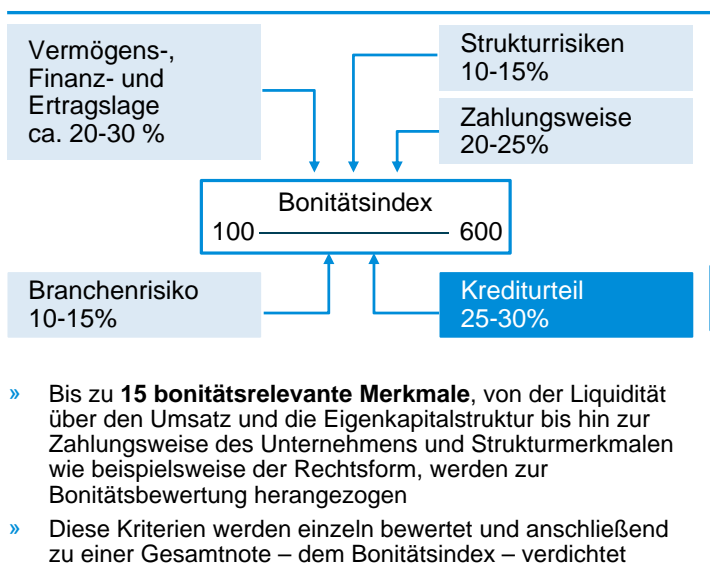 Vermögens-,
Finanz- und
Ertragslage
ca. 20-30 %
Strukturrisiken
10-15%
Zahlungsweise
20-25%
Bonitätsindex
100 600
Branchenrisiko
10-15%
Krediturteil
25-30%
» Bis zu 15 bonitätsrelevante Merkmale, von der Liquidität
über den Umsatz und die Eigenkapitalstruktur bis hin zur
Zahlungsweise des Unternehmens und Strukturmerkmalen
wie beispielsweise der Rechtsform, werden zur
Bonitätsbewertung herangezogen
» Diese Kriterien werden einzeln bewertet und anschließend
zu einer Gesamtnote – dem Bonitätsindex – verdichtet